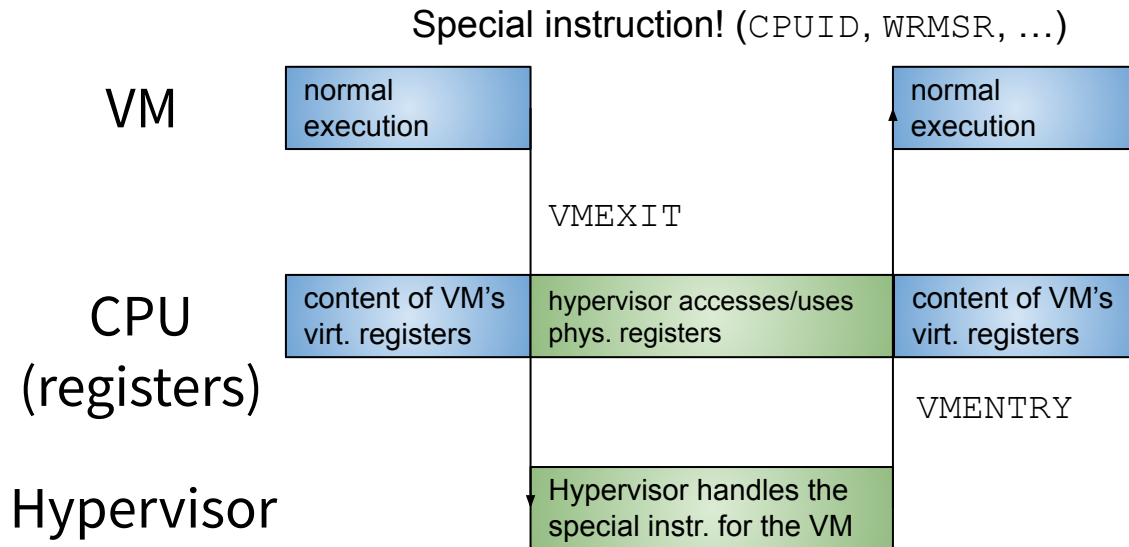 Special instruction! (CPUID, WRMSR, …)
VM
normal
execution
normal
execution
VMEXIT
CPU
(registers)
content of VM’s
virt. registers
hypervisor accesses/uses
phys. registers
content of VM’s
virt. registers
VMENTRY
Hypervisor
Hypervisor handles the
special instr. for the VM